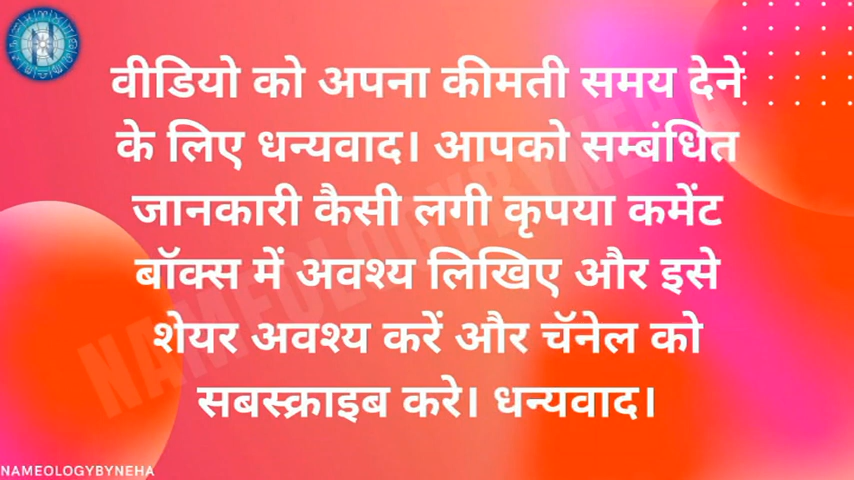 वीडियो को अपना कीमती समय देने
के लिए धन्यवाद। आपको सम्बंधित
जानकारी कैसी लगी कृपया कमेंट
बॉक्स में अवश्य लिखिए और इसे
शेयर अवश्य करें और चॅनेल को
सबस्क्राइब करे। धन्यवाद।
NAMEOLOGYBYNEHA
NAMEOLOGYBYNEHA